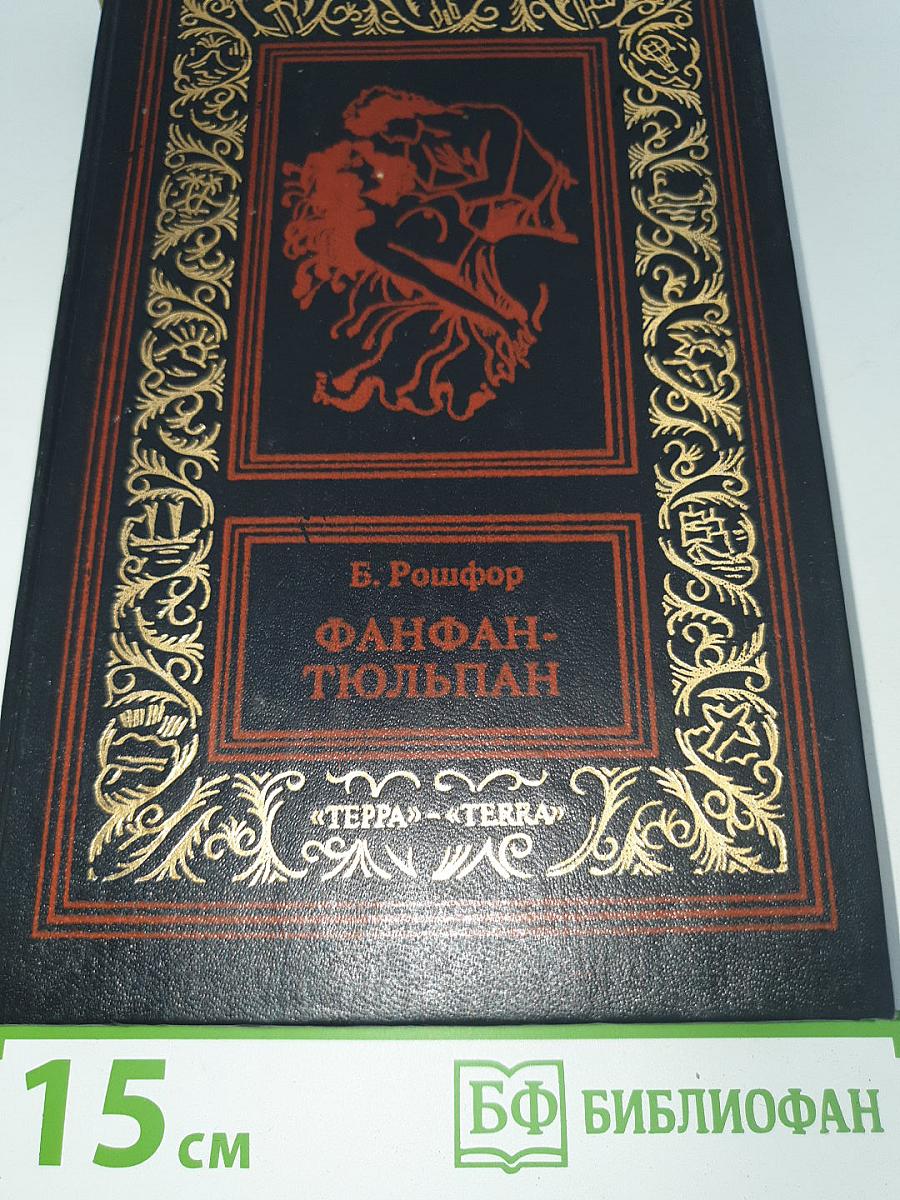 Б. Рошфор
ФАНФАН-
ТЮЛЬПАН
«ТЕРРА» – «TERRA»
15 см
БФ БИБЛИОФАН